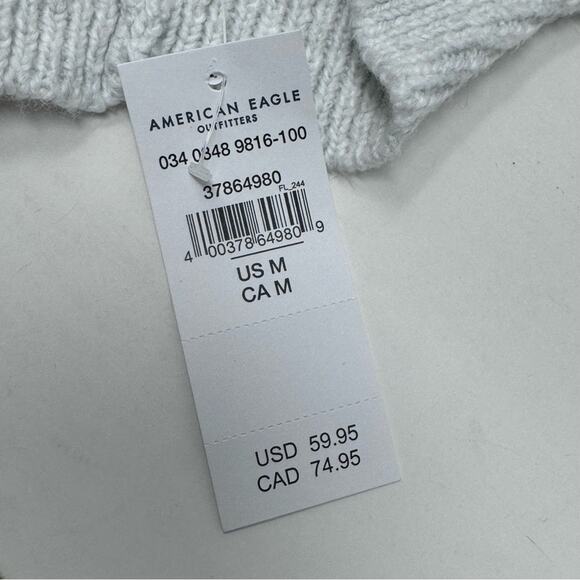 AMERICAN EAGLE
OUTFITTERS
034 0348 9816-100
37864980
FL_244
4 00378 64980 9
US M
CA M
USD 59.95
CAD 74.95